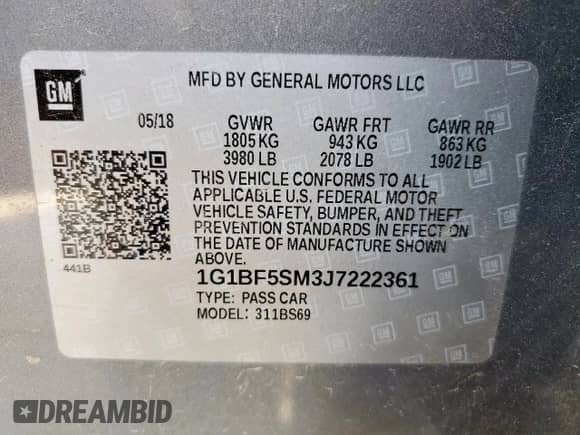 GM
MFD BY GENERAL MOTORS LLC
05/18 GVWR GAWR FRT GAWR RR
1805 KG 943 KG 863 KG
3980 LB 2078 LB 1902 LB
THIS VEHICLE CONFORMS TO ALL
APPLICABLE U.S. FEDERAL MOTOR
VEHICLE SAFETY, BUMPER, AND THEFT
PREVENTION STANDARDS IN EFFECT ON
THE DATE OF MANUFACTURE SHOWN
ABOVE.
441B
1G1BF5SM3J7222361
TYPE: PASS CAR
MODEL: 311BS69
DREAMBID